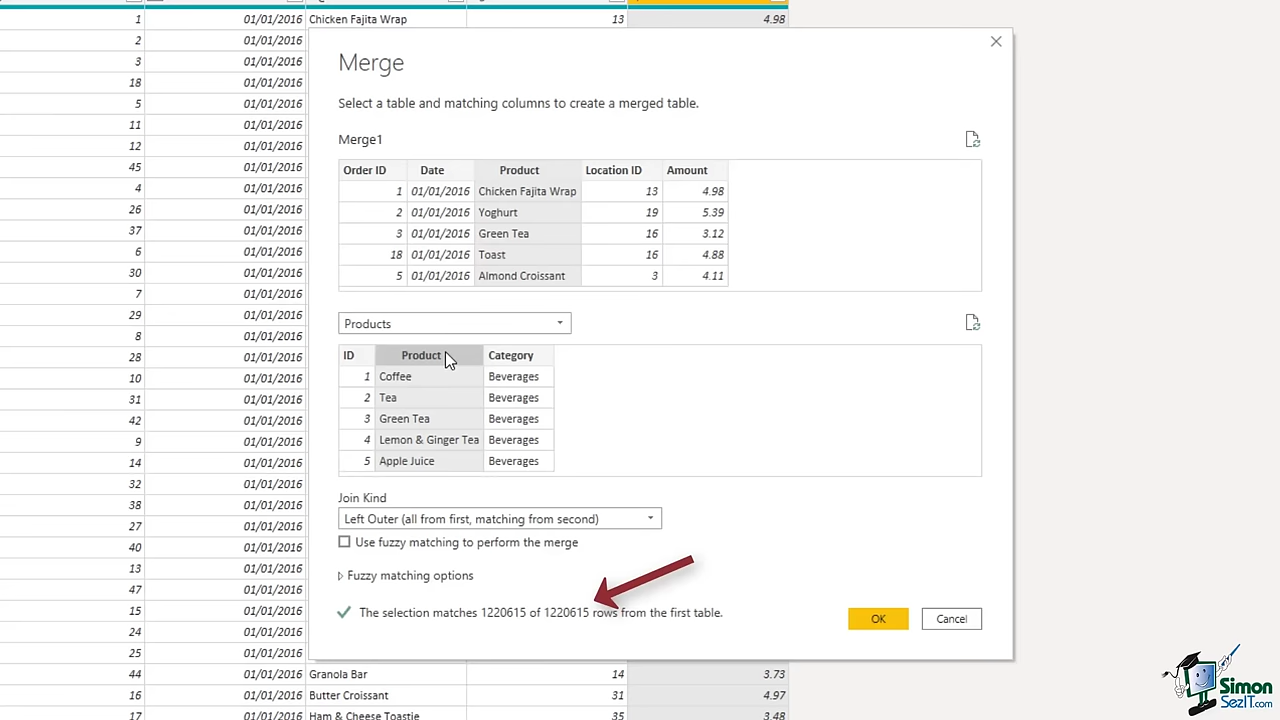 1 01/01/2016 Chicken Fajita Wrap 13 4.98
2 01/01/2016
3 01/01/2016
18 01/01/2016
5 01/01/2016
11 01/01/2016
12 01/01/2016
45 01/01/2016
4 01/01/2016
26 01/01/2016
37 01/01/2016
6 01/01/2016
30 01/01/2016
7 01/01/2016
29 01/01/2016
8 01/01/2016
28 01/01/2016
10 01/01/2016
31 01/01/2016
42 01/01/2016
9 01/01/2016
14 01/01/2016
32 01/01/2016
38 01/01/2016
27 01/01/2016
40 01/01/2016
13 01/01/2016
47 01/01/2016
15 01/01/2016
24 01/01/2016
25 01/01/2016
44 01/01/2016 Granola Bar 14 3.73
16 01/01/2016 Butter Croissant 31 4.97
17 01/01/2016 Ham & Cheese Toastie 35 3.48
Merge
Select a table and matching columns to create a merged table.
Merge1
Order ID Date Product Location ID Amount
1 01/01/2016 Chicken Fajita Wrap 13 4.98
2 01/01/2016 Yoghurt 19 5.39
3 01/01/2016 Green Tea 16 3.12
18 01/01/2016 Toast 16 4.88
5 01/01/2016 Almond Croissant 3 4.11
Products
ID Product Category
1 Coffee Beverages
2 Tea Beverages
3 Green Tea Beverages
4 Lemon & Ginger Tea Beverages
5 Apple Juice Beverages
Join Kind
Left Outer (all from first, matching from second)
Use fuzzy matching to perform the merge
Fuzzy matching options
The selection matches 1220615 of 1220615 rows from the first table.
OK Cancel
Simon
SezIT.com